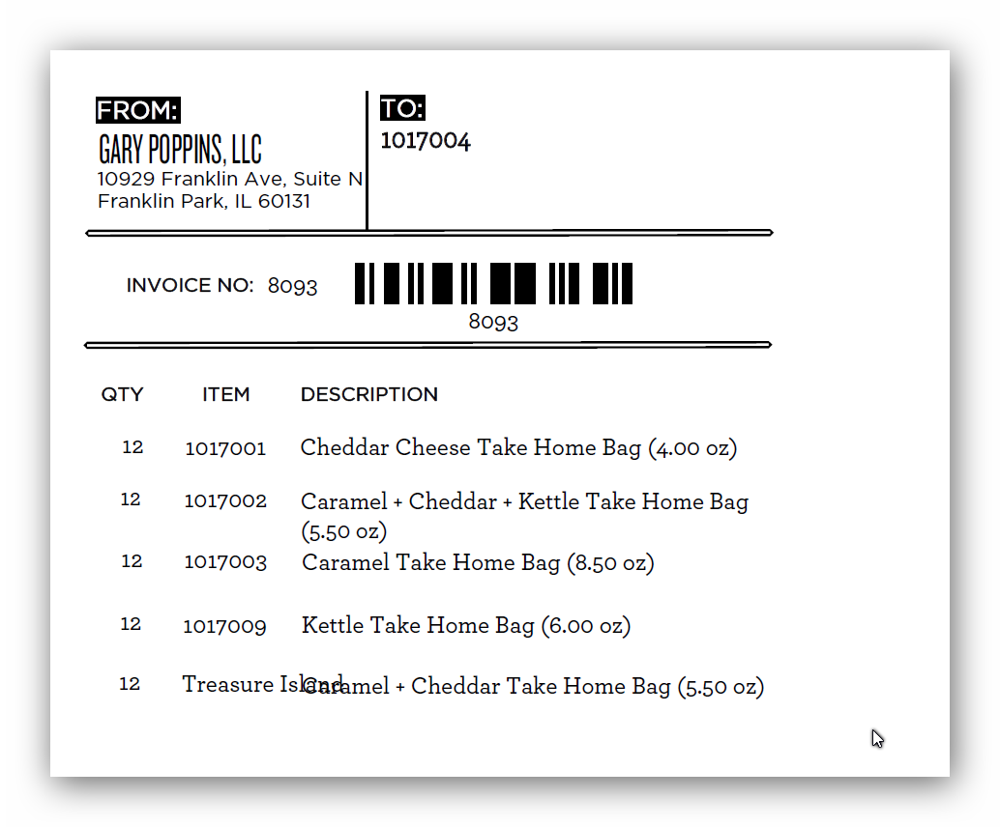 FROM:
GARY POPPINS, LLC
10929 Franklin Ave, Suite N
Franklin Park, IL 60131
TO:
1017004
INVOICE NO: 8093
8093
QTY ITEM DESCRIPTION
12 1017001 Cheddar Cheese Take Home Bag (4.00 oz)
12 1017002 Caramel + Cheddar + Kettle Take Home Bag
(5.50 oz)
12 1017003 Caramel Take Home Bag (8.50 oz)
12 1017009 Kettle Take Home Bag (6.00 oz)
12 Treasure Island Caramel + Cheddar Take Home Bag (5.50 oz)